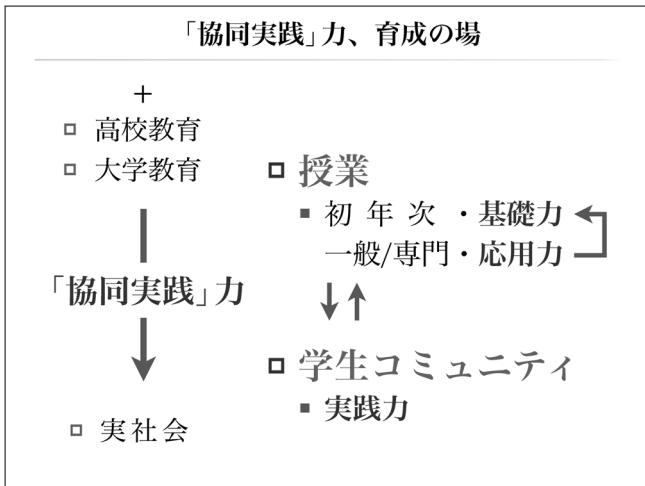 「協同実践」力、育成の場
＋
高校教育
大学教育
「協同実践」力
実社会
授業
初年次・基礎力
一般/専門・応用力
学生コミュニティ
実践力